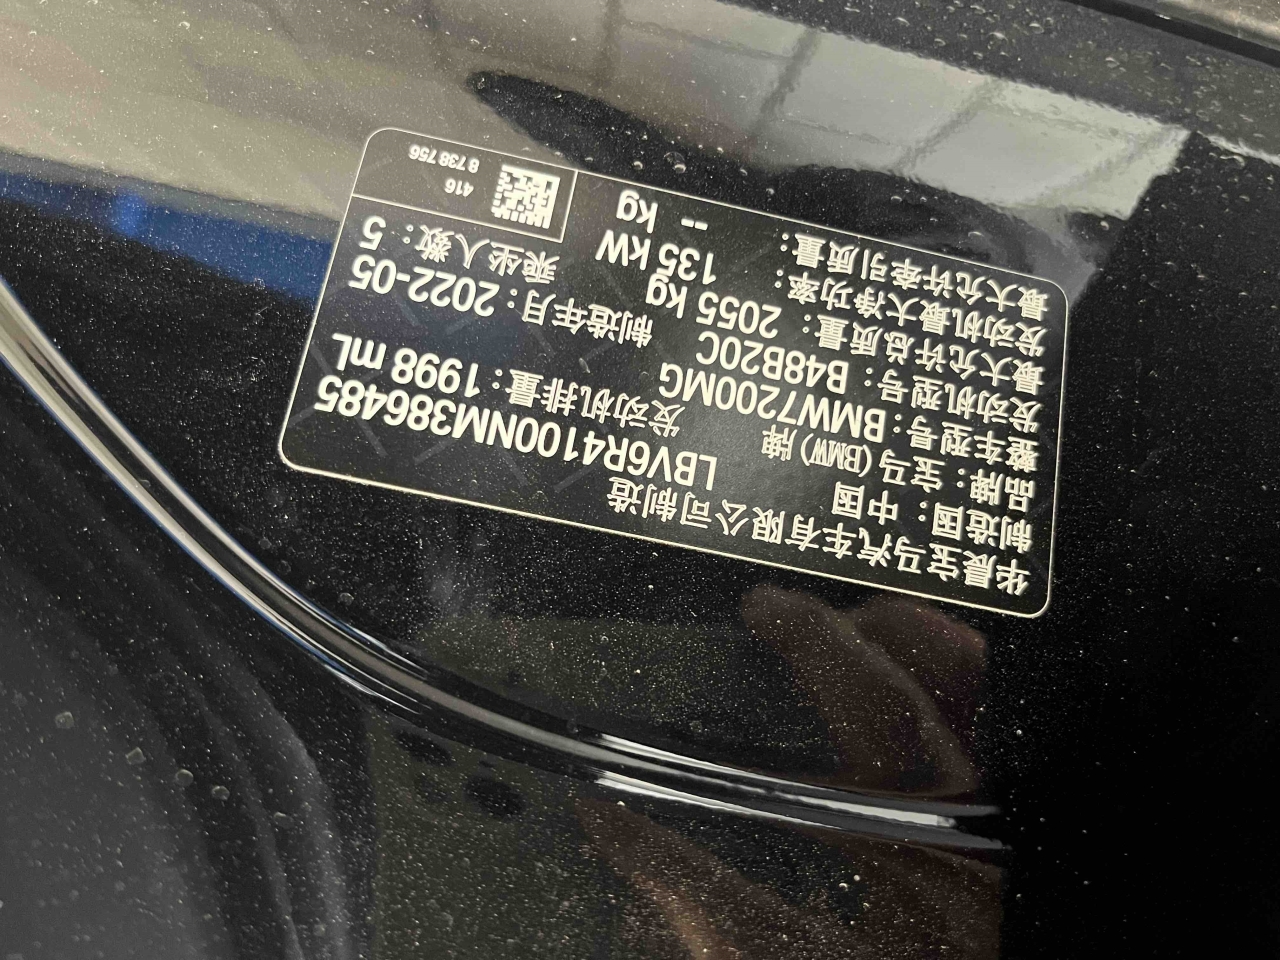 华晨宝马汽车有限公司制造
制造国：中国 LBV6R4100NM386485
品牌：宝马(BMW)牌
整车型号：BMW7200MG 发动机排量：1998 mL
发动机型号：B48B20C
最大允许总质量：2055 kg 制造年月：2022-05
发动机最大净功率：135 kW 乘坐人数：5
最大允许牵引质量：-- kg
416
8 738 756